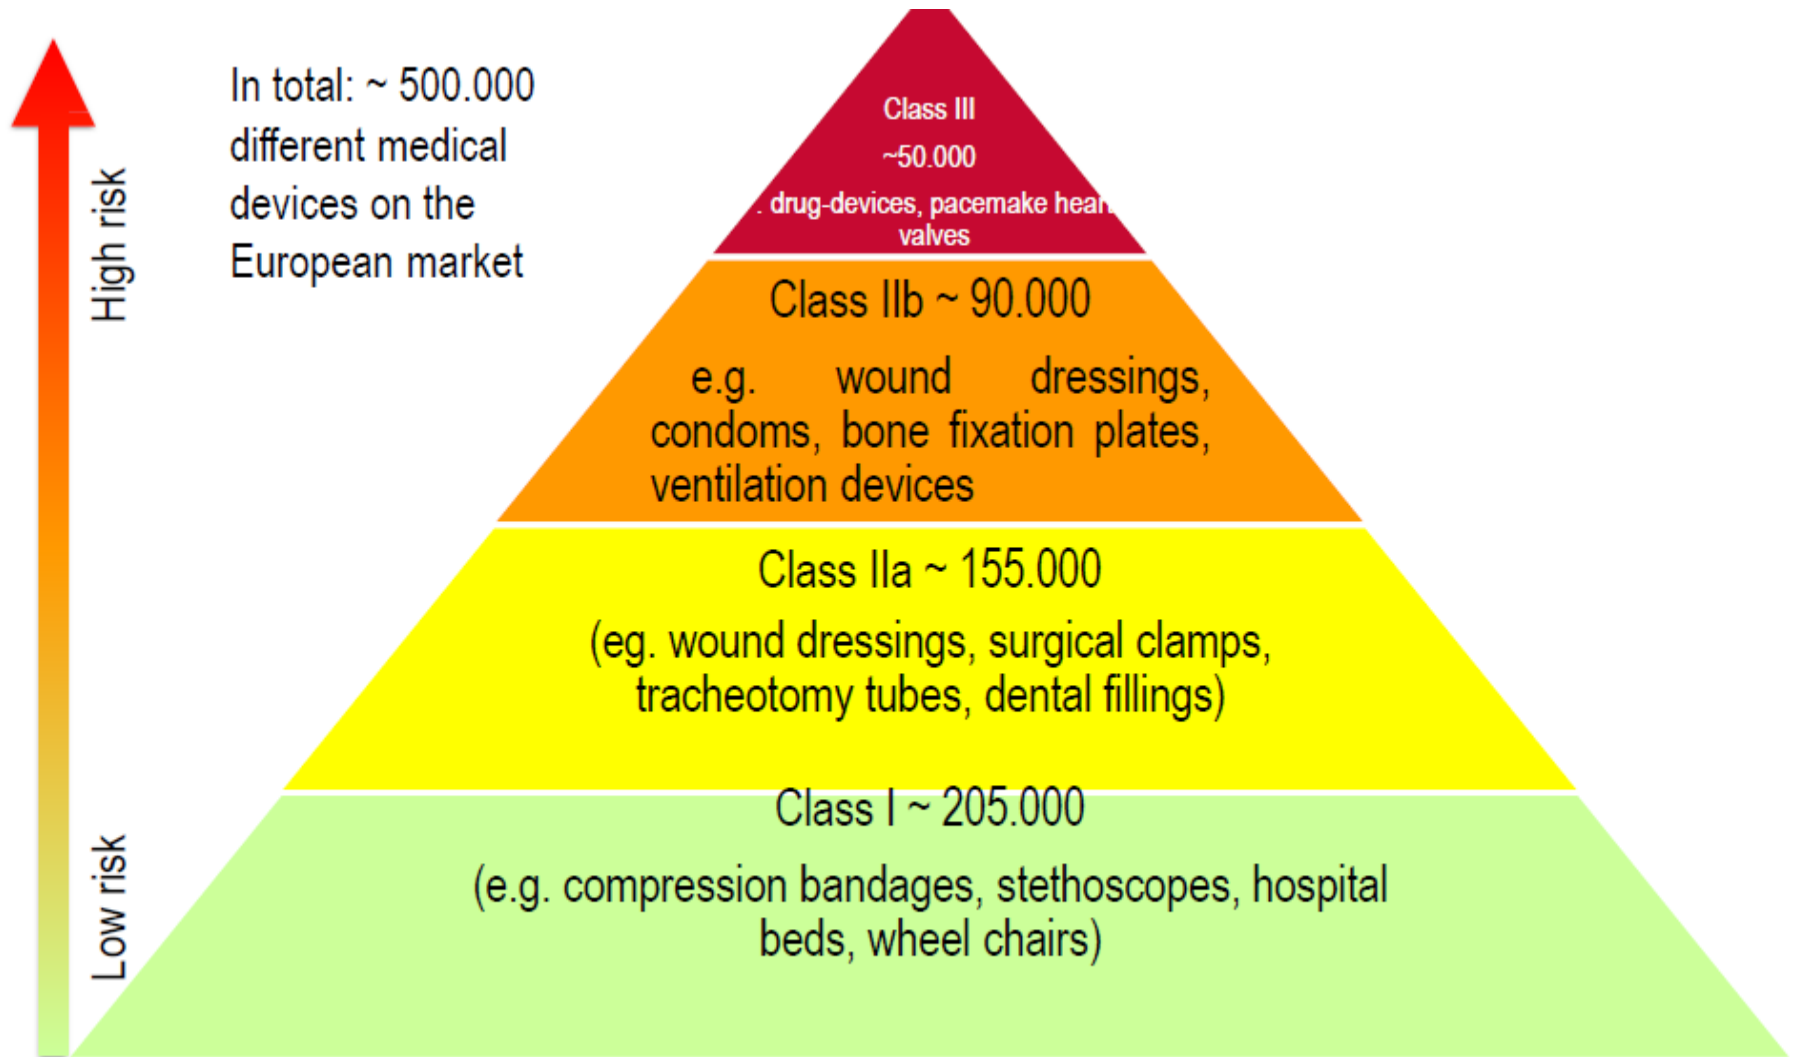 In total: ~ 500.000
different medical
devices on the
European market
High risk
Low risk
Class III
~50.000
. drug-devices, pacemake hear
valves
Class IIb ~ 90.000
e.g. wound dressings,
condoms, bone fixation plates,
ventilation devices
Class IIa ~ 155.000
(eg. wound dressings, surgical clamps,
tracheotomy tubes, dental fillings)
Class I ~ 205.000
(e.g. compression bandages, stethoscopes, hospital
beds, wheel chairs)